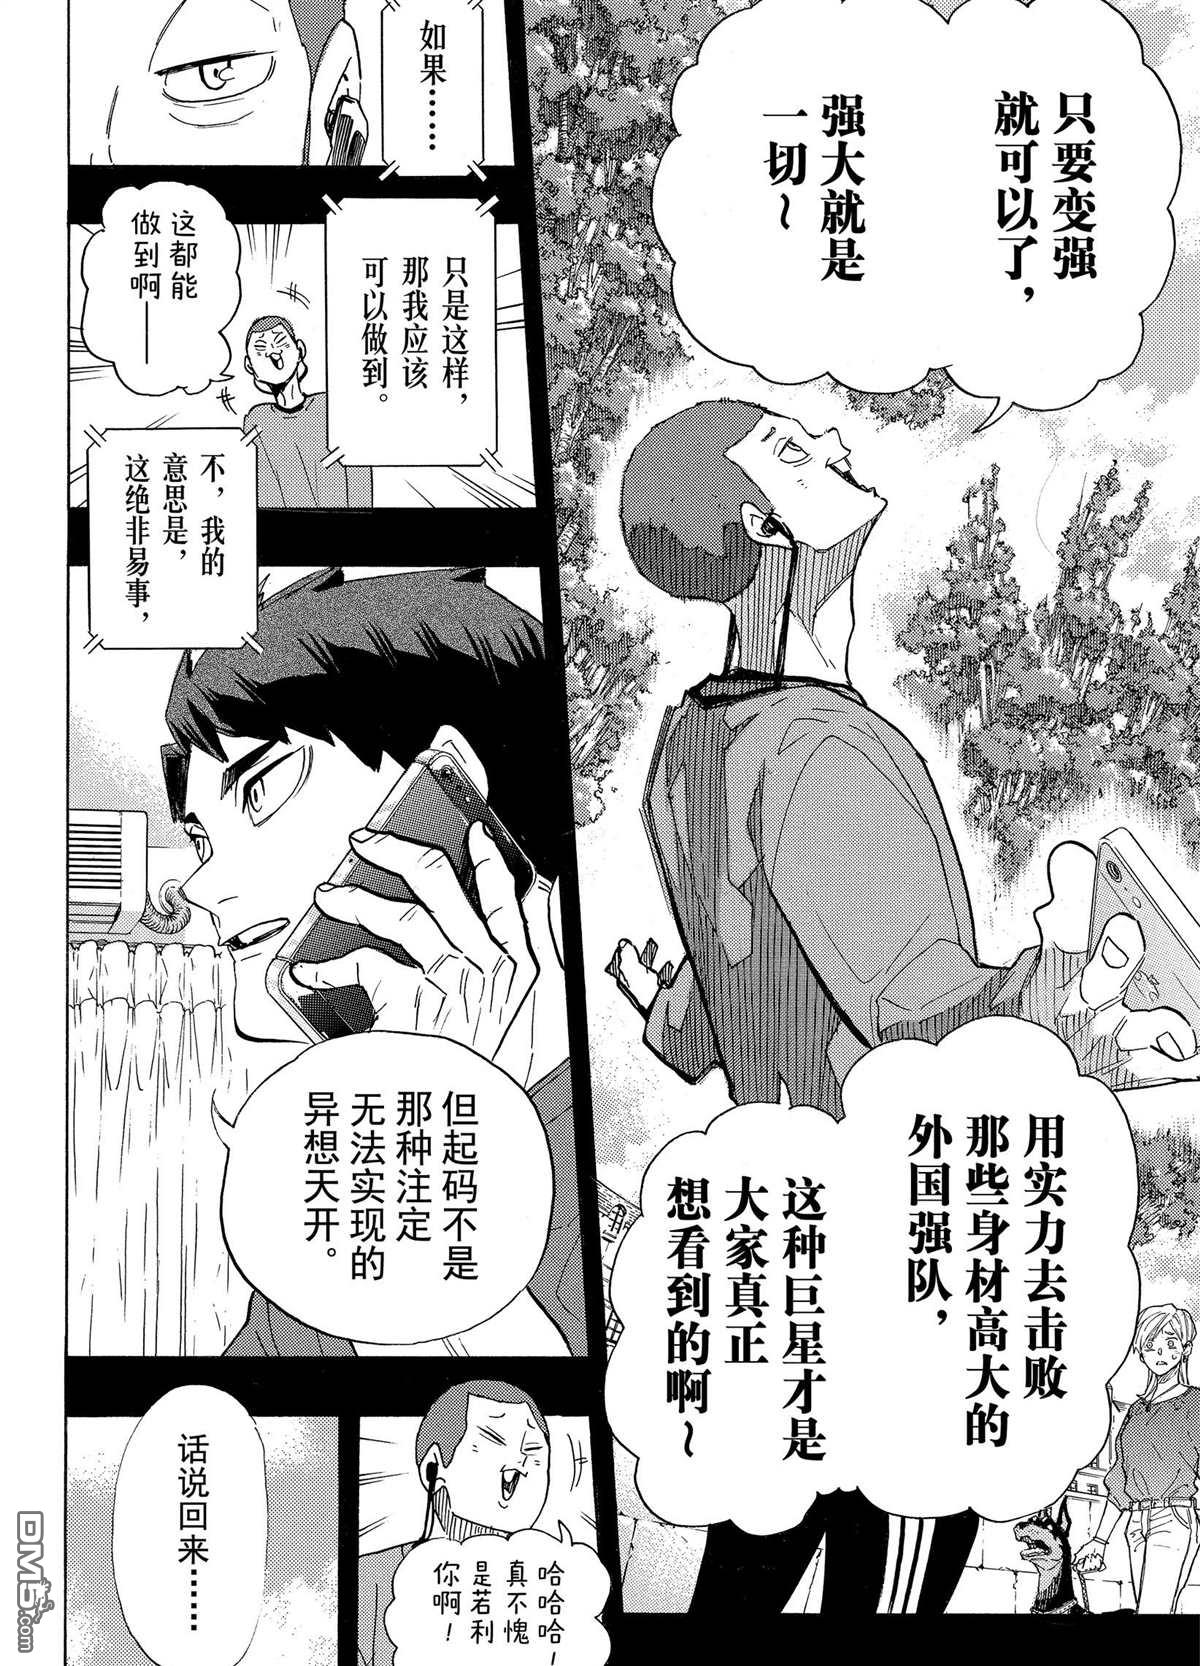 只要变强
就可以了，
强大就是
一切～
用实力去击败
那些身材高大的
外国强队，
这种巨星才是
大家真正
想看到的啊～
如果……
只是这样，
那我应该
可以做到。
这都能
做到啊——
不，我的
意思是，
这绝非易事，
但起码不是
那种注定
无法实现的
异想天开。
哈哈哈！
真不愧
是若利
你啊！
话说回来……
DM5.com